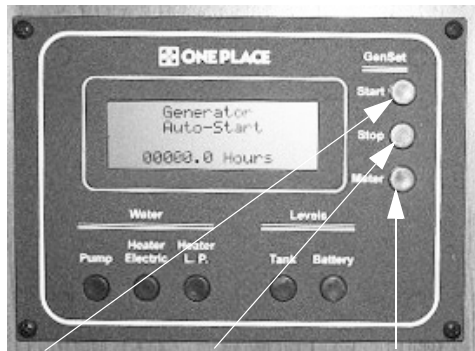 ONE PLACE
GenSet
Start
Generator
Auto-Start
Stop
00000.0 Hours
Meter
Water
Levels
Pump
Heater
Electric
Heater
L. P.
Tank
Battery